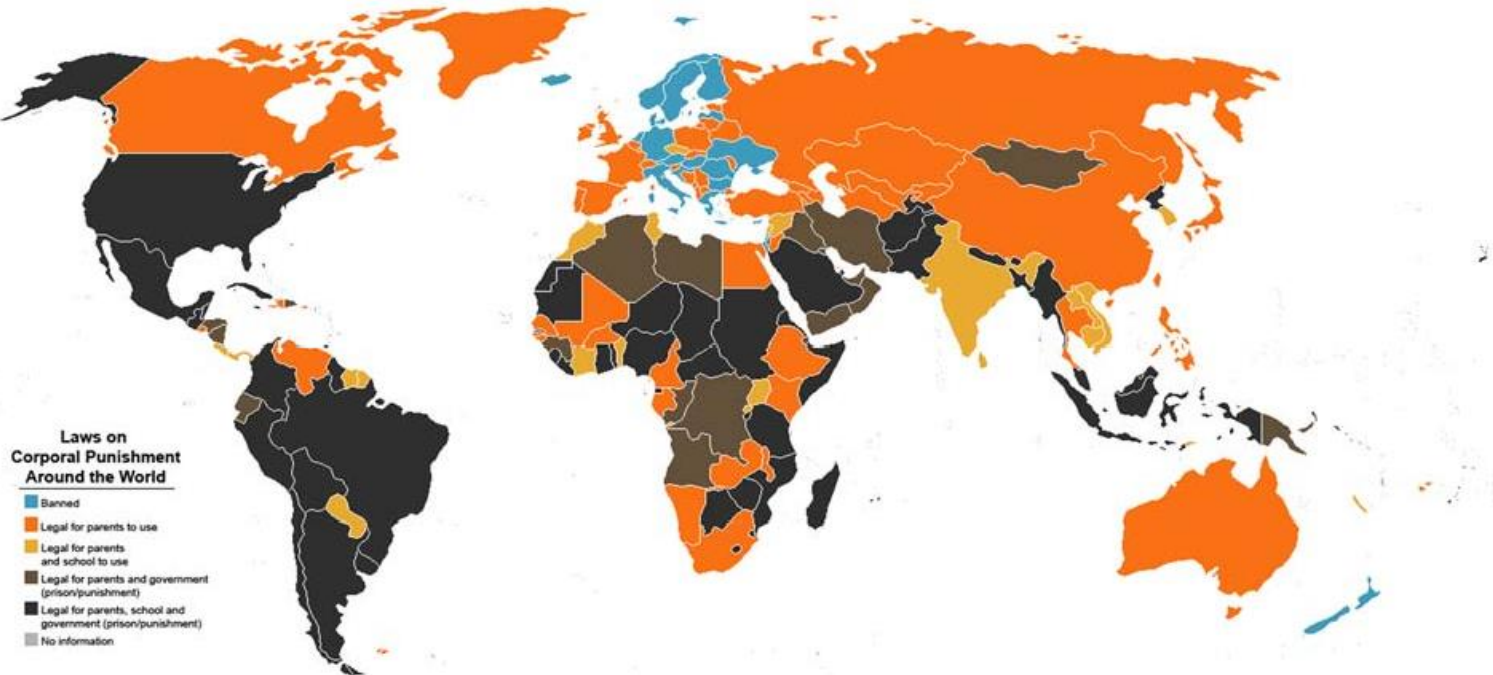 Laws on
Corporal Punishment
Around the World
Banned
Legal for parents to use
Legal for parents
and school to use
Legal for parents and government
(prison/punishment)
Legal for parents, school and
government (prison/punishment)
No information